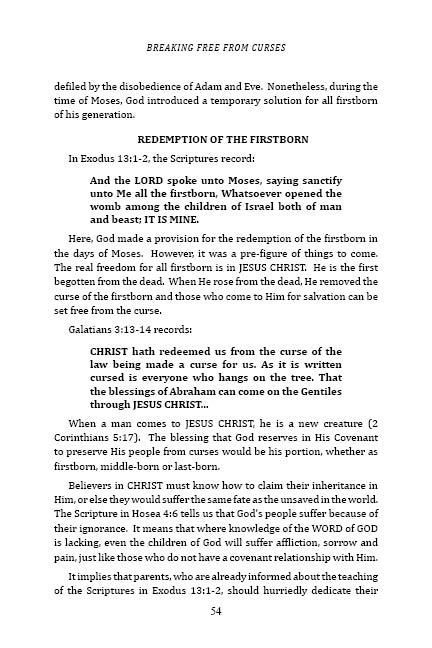 BREAKING FREE FROM CURSES
defiled by the disobedience of Adam and Eve. Nonetheless, during the
time of Moses, God introduced a temporary solution for all firstborn
of his generation.
REDEMPTION OF THE FIRSTBORN
In Exodus 13:1-2, the Scriptures record:
And the LORD spoke unto Moses, saying sanctify
unto Me all the firstborn, Whatsoever opened the
womb among the children of Israel both of man
and beast; IT IS MINE.
Here, God made a provision for the redemption of the firstborn in
the days of Moses. However, it was a pre-figure of things to come.
The real freedom for all firstborn is in JESUS CHRIST. He is the first
begotten from the dead. When He rose from the dead, He removed the
curse of the firstborn and those who come to Him for salvation can be
set free from the curse.
Galatians 3:13-14 records:
CHRIST hath redeemed us from the curse of the
law being made a curse for us. As it is written
cursed is everyone who hangs on the tree. That
the blessings of Abraham can come on the Gentiles
through JESUS CHRIST...
When a man comes to JESUS CHRIST, he is a new creature (2
Corinthians 5:17). The blessing that God reserves in His Covenant
to preserve His people from curses would be his portion, whether as
firstborn, middle-born or last-born.
Believers in CHRIST must know how to claim their inheritance in
Him, or else they would suffer the same fate as the unsaved in the world.
The Scripture in Hosea 4:6 tells us that God's people suffer because of
their ignorance. It means that where knowledge of the WORD of GOD
is lacking, even the children of God will suffer affliction, sorrow and
pain, just like those who do not have a covenant relationship with Him.
It implies that parents, who are already informed about the teaching
of the Scriptures in Exodus 13:1-2, should hurriedly dedicate their
54